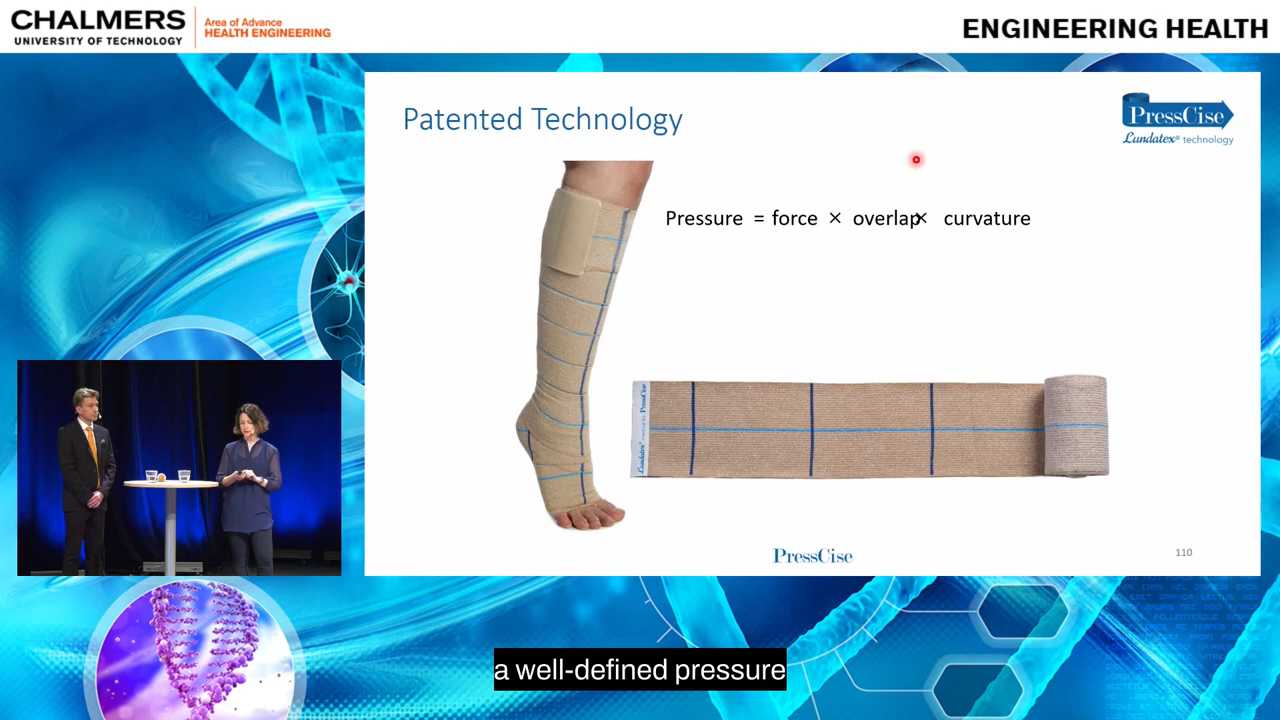 CHALMERS
UNIVERSITY OF TECHNOLOGY
Area of Advance
HEALTH ENGINEERING
ENGINEERING HEALTH
Patented Technology
PressCise
Lundatex® technology
Pressure = force × overlap× curvature
PressCise
110
a well-defined pressure